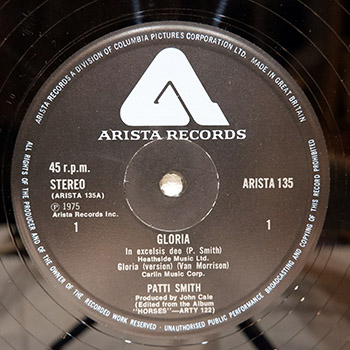 ARISTA RECORDS A DIVISION OF COLUMBIA PICTURES CORPORATION LTD. MADE IN GREAT BRITAIN
ARISTA RECORDS
45 r.p.m.
STEREO
ARISTA 135
(ARISTA 135A)
℗ 1975
Arista Records Inc.
1
1
GLORIA
In excelsis deo (P. Smith)
Heathside Music Ltd.
Gloria (version) (Van Morrison)
Carlin Music Corp.
PATTI SMITH
Produced by John Cale
(Edited from the Album
"HORSES"—ARTY 122)
ALL RIGHTS OF THE PRODUCER AND OF THE OWNER OF THE RECORDED WORK RESERVED · UNAUTHORISED PUBLIC PERFORMANCE BROADCASTING AND COPYING OF THIS RECORD PROHIBITED